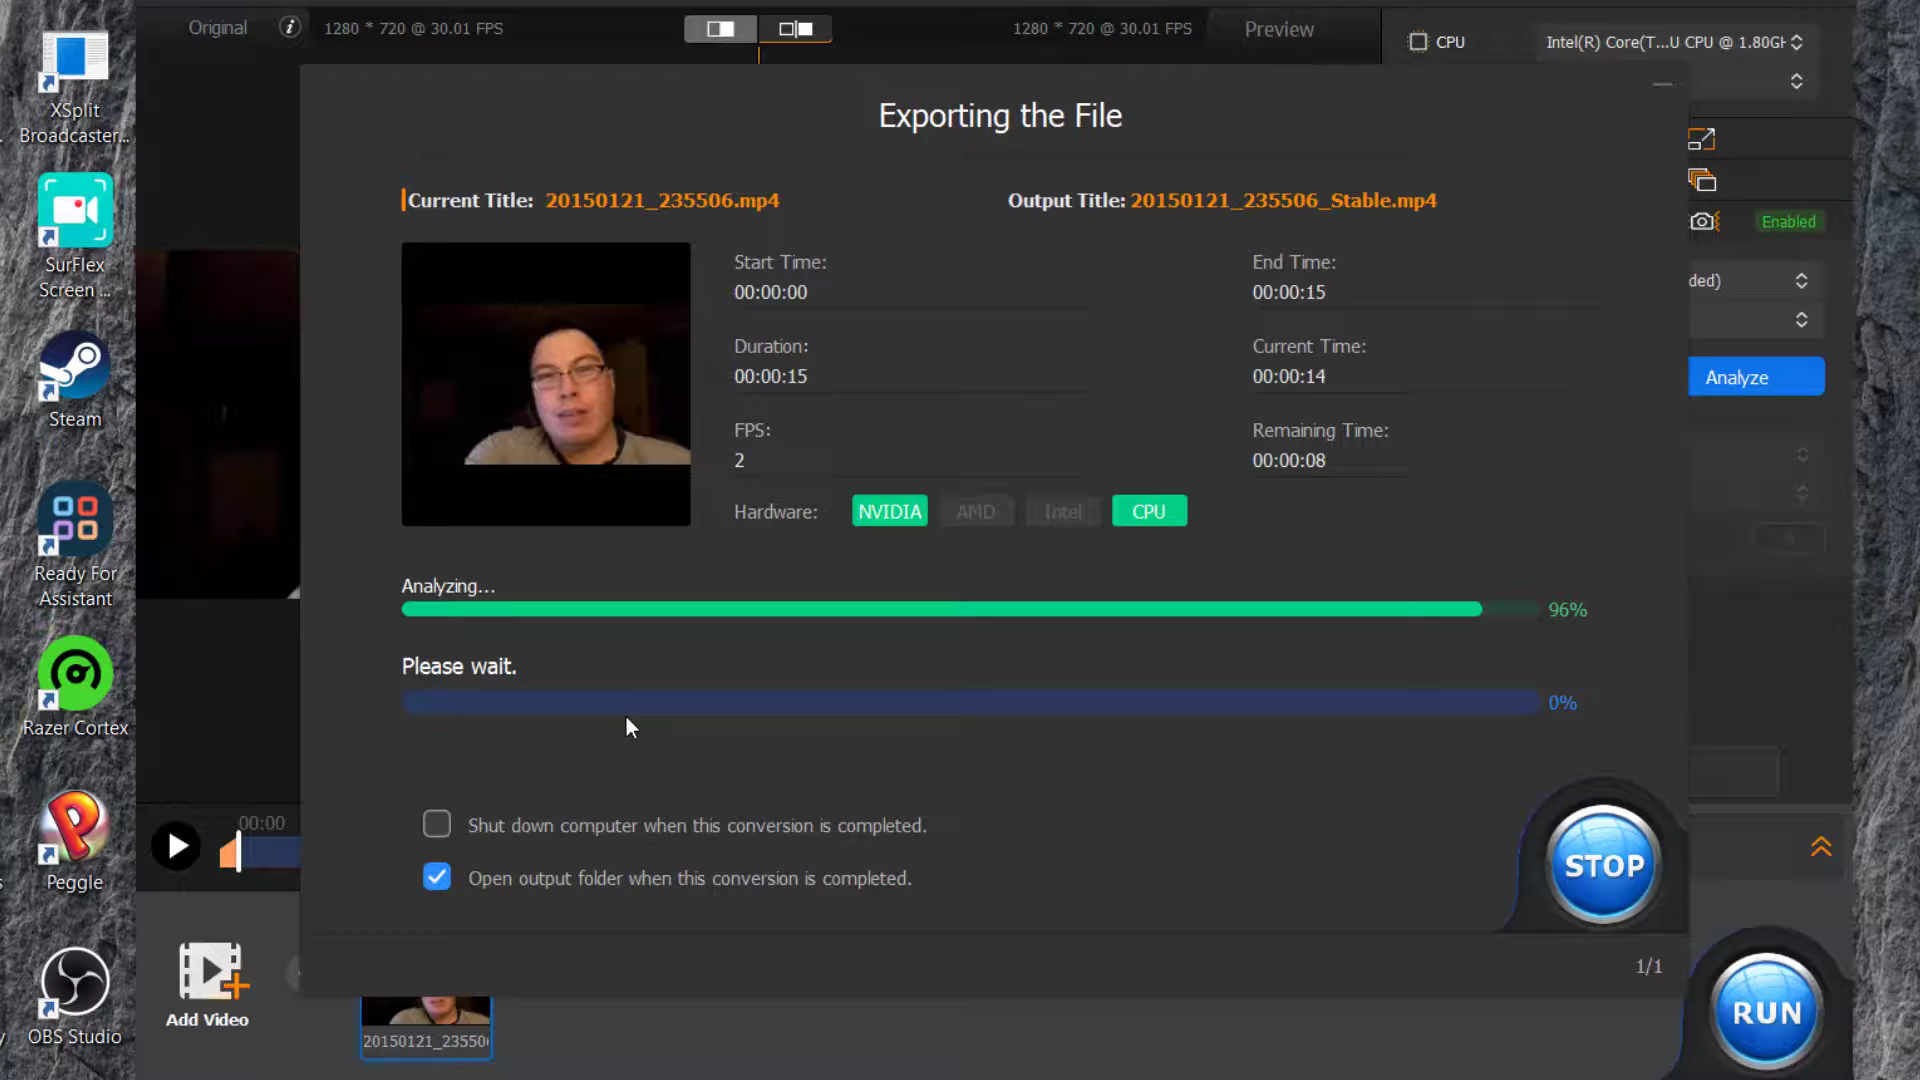 XSplit
Broadcaster...
SurFlex
Screen ...
Steam
Ready For
Assistant
Razer Cortex
Peggle
OBS Studio
Original
1280 * 720 @ 30.01 FPS
1280 * 720 @ 30.01 FPS
Preview
CPU
Intel(R) Core(T...U CPU @ 1.80GH
Exporting the File
Current Title: 20150121_235506.mp4
Output Title: 20150121_235506_Stable.mp4
Enabled
Start Time:
00:00:00
End Time:
00:00:15
ded)
Duration:
00:00:15
Current Time:
00:00:14
Analyze
FPS:
2
Remaining Time:
00:00:08
Hardware:
NVIDIA
AMD
Intel
CPU
Analyzing...
96%
Please wait.
0%
00:00
Shut down computer when this conversion is completed.
Open output folder when this conversion is completed.
STOP
1/1
Add Video
20150121_23550
RUN